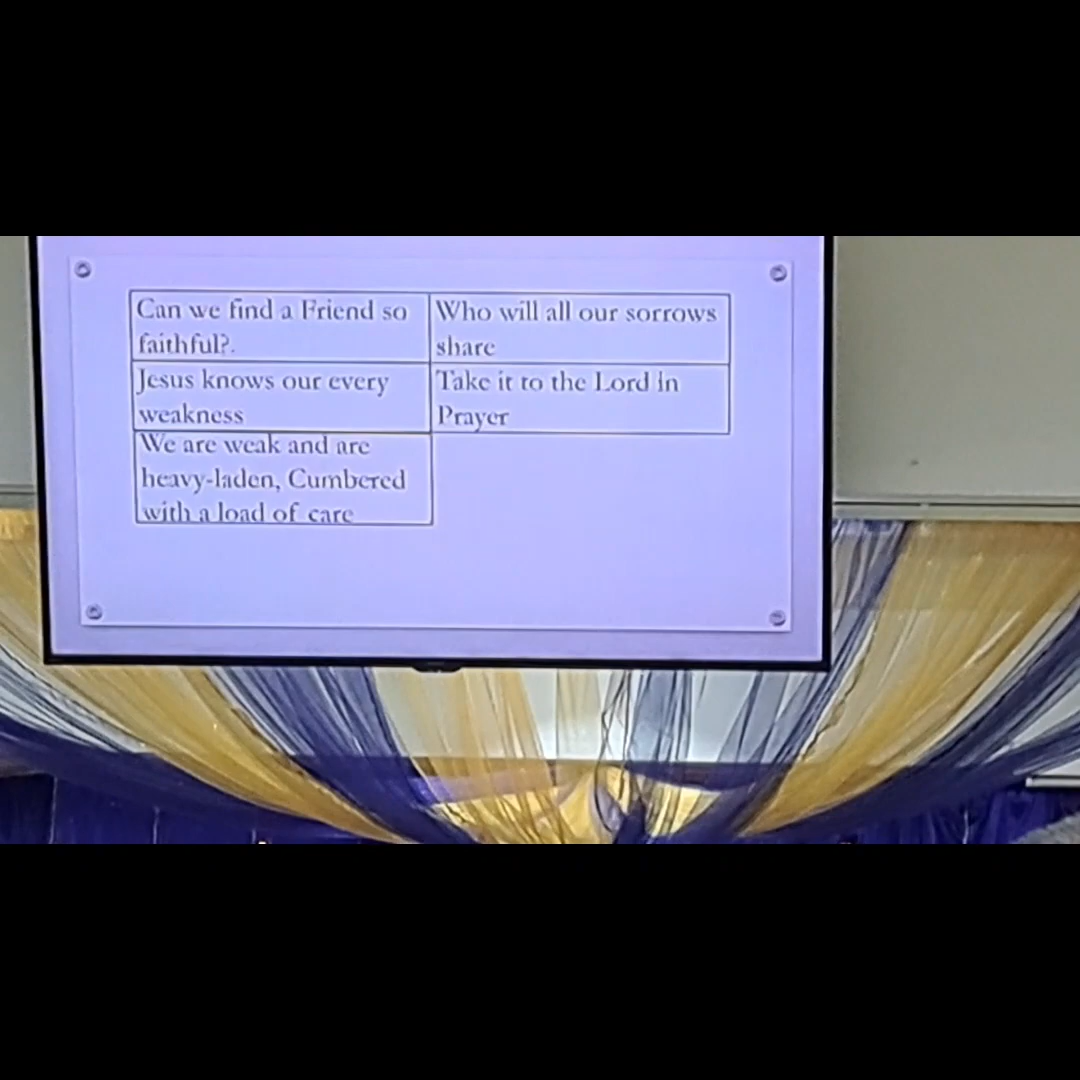 Can we find a Friend so
faithful?.
Who will all our sorrows
share
Jesus knows our every
weakness
Take it to the Lord in
Prayer
We are weak and are
heavy-laden, Cumbered
with a load of care